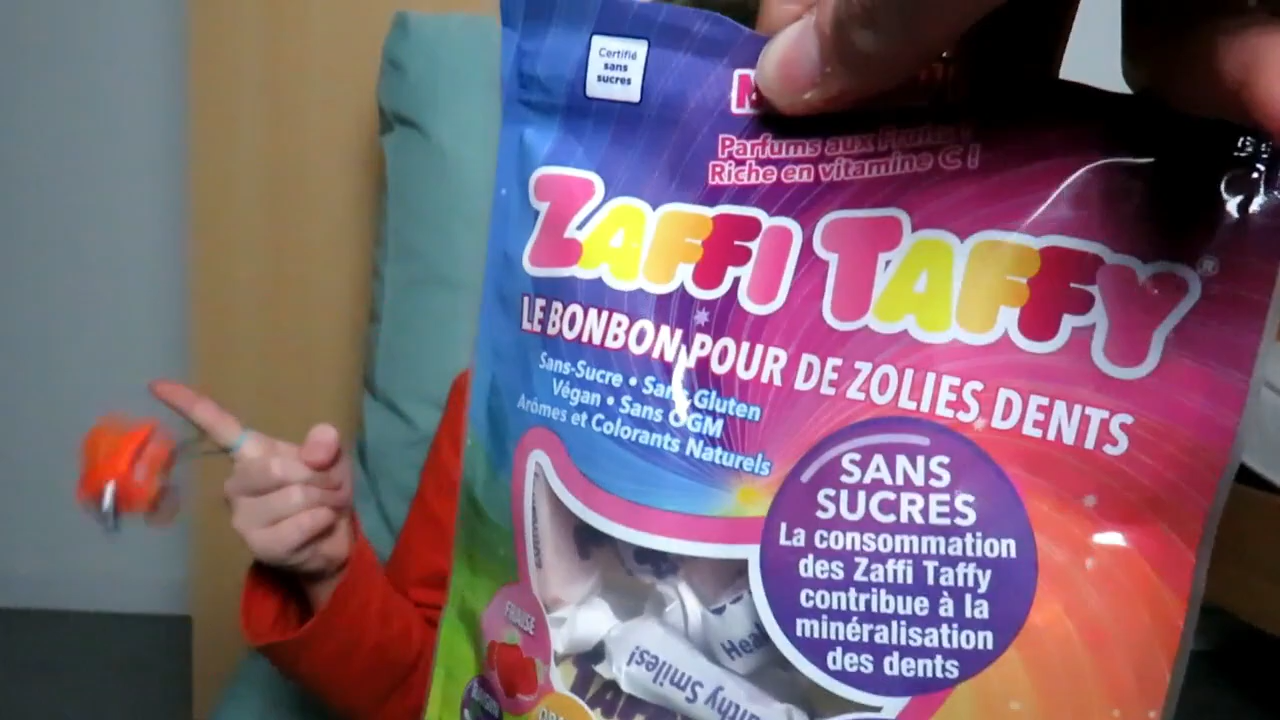 Certifié
sans
sucres
Parfums aux Fruits !
Riche en vitamine C !
ZAFFI TAFFY®
LE BONBON POUR DE ZOLIES DENTS
Sans-Sucre • Sans Gluten
Végan • Sans OGM
Arômes et Colorants Naturels
SANS
SUCRES
La consommation
des Zaffi Taffy
contribue à la
minéralisation
des dents
FRAISE
Smiles!